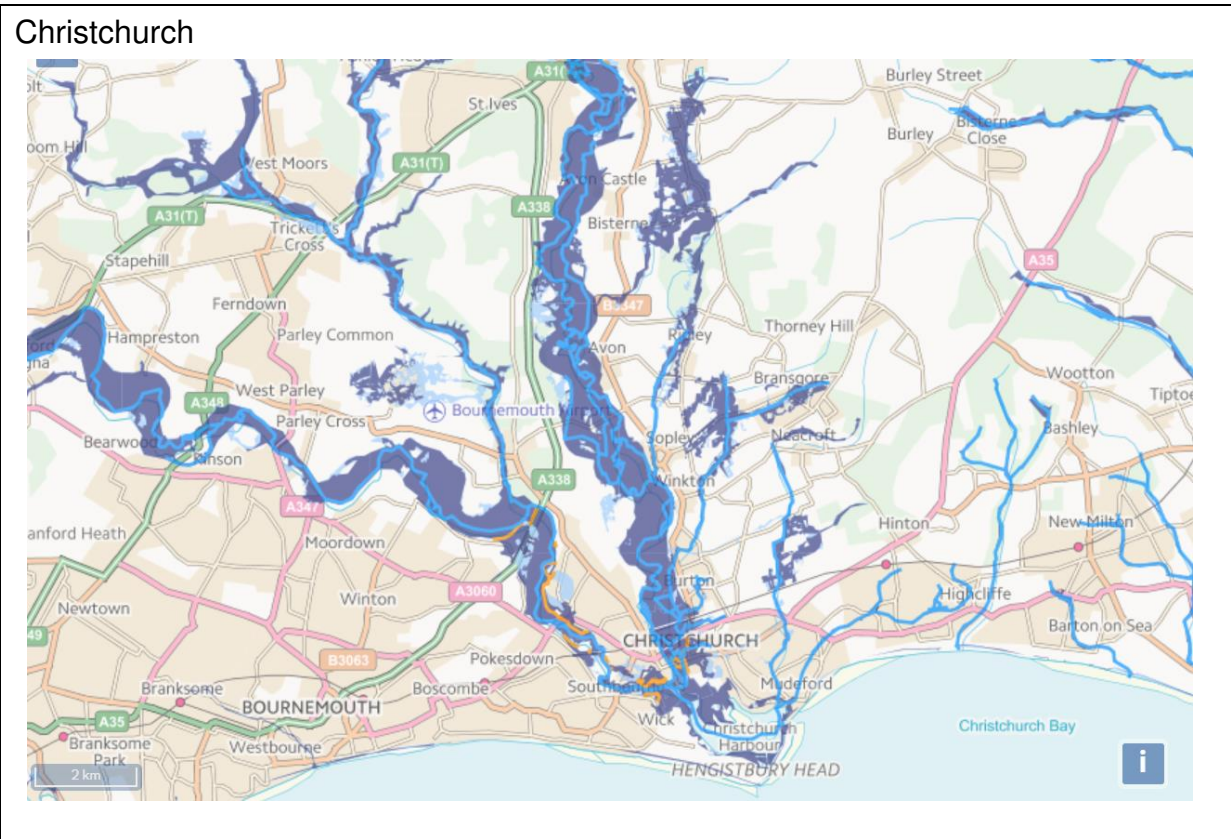 Christchurch
A31(
Burley Street
St.Ives
Bisterne
Close
Burley
West Moors
A31(T)
A338
A31(T)
Bisterne
Trickett's
Cross
Stapehill
A35
Ferndown
B3347
Hampreston
Parley Common
Avon
Ripley
Thorney Hill
West Parley
Bransgore
Wootton
A348
Bournemouth Airport
Parley Cross
Bearwood
Kinson
Sopley
Neacroft
Bashley
A338
Winkton
A347
Hinton
New Milton
Moordown
Burton
A3060
Winton
Highcliffe
Newtown
Barton on Sea
49
CHRISTCHURCH
B3063
Pokesdown
Branksome
Boscombe
Southbourne
Mudeford
BOURNEMOUTH
Wick
Christchurch
Harbour
Christchurch Bay
A35
Branksome
Park
Westbourne
HENGISTBURY HEAD
2 km
i